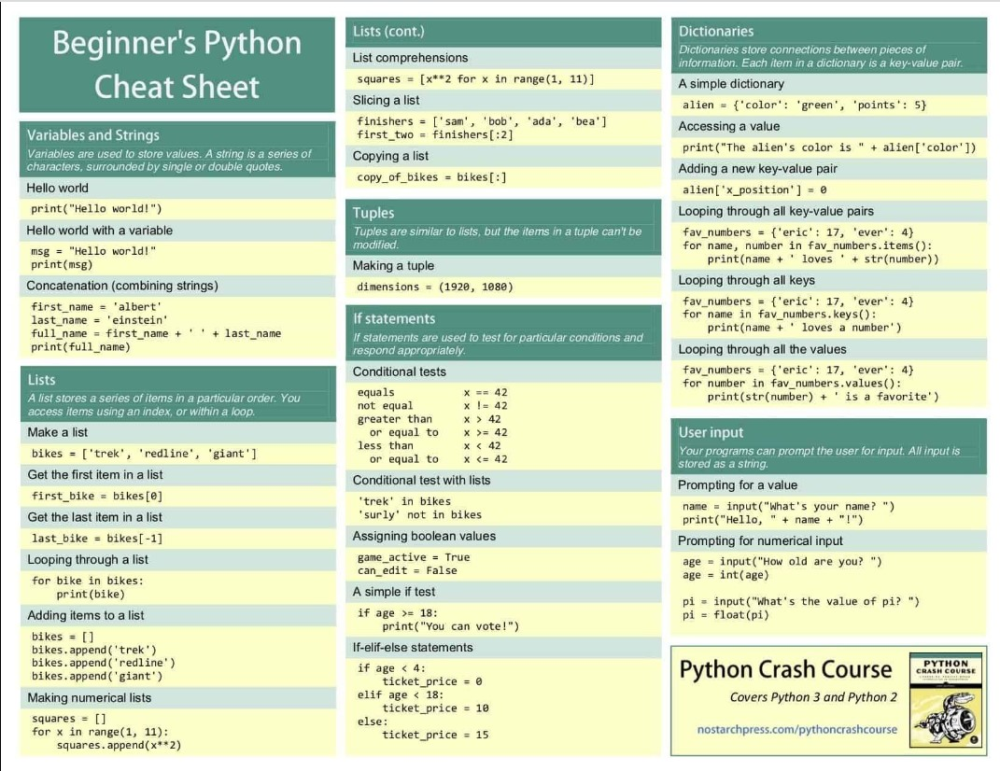 Beginner's Python
Cheat Sheet
Variables and Strings
Variables are used to store values. A string is a series of
characters, surrounded by single or double quotes.
Hello world
print("Hello world!")
Hello world with a variable
msg = "Hello world!"
print(msg)
Concatenation (combining strings)
first_name = 'albert'
last_name = 'einstein'
full_name = first_name + ' ' + last_name
print(full_name)
Lists
A list stores a series of items in a particular order. You
access items using an index, or within a loop.
Make a list
bikes = ['trek', 'redline', 'giant']
Get the first item in a list
first_bike = bikes[0]
Get the last item in a list
last_bike = bikes[-1]
Looping through a list
for bike in bikes:
    print(bike)
Adding items to a list
bikes = []
bikes.append('trek')
bikes.append('redline')
bikes.append('giant')
Making numerical lists
squares = []
for x in range(1, 11):
    squares.append(x**2)
Lists (cont.)
List comprehensions
squares = [x**2 for x in range(1, 11)]
Slicing a list
finishers = ['sam', 'bob', 'ada', 'bea']
first_two = finishers[:2]
Copying a list
copy_of_bikes = bikes[:]
Tuples
Tuples are similar to lists, but the items in a tuple can't be
modified.
Making a tuple
dimensions = (1920, 1080)
If statements
If statements are used to test for particular conditions and
respond appropriately.
Conditional tests
equals x == 42
not equal x != 42
greater than x > 42
  or equal to x >= 42
less than x < 42
  or equal to x <= 42
Conditional test with lists
'trek' in bikes
'surly' not in bikes
Assigning boolean values
game_active = True
can_edit = False
A simple if test
if age >= 18:
    print("You can vote!")
If-elif-else statements
if age < 4:
    ticket_price = 0
elif age < 18:
    ticket_price = 10
else:
    ticket_price = 15
Dictionaries
Dictionaries store connections between pieces of
information. Each item in a dictionary is a key-value pair.
A simple dictionary
alien = {'color': 'green', 'points': 5}
Accessing a value
print("The alien's color is " + alien['color'])
Adding a new key-value pair
alien['x_position'] = 0
Looping through all key-value pairs
fav_numbers = {'eric': 17, 'ever': 4}
for name, number in fav_numbers.items():
    print(name + ' loves ' + str(number))
Looping through all keys
fav_numbers = {'eric': 17, 'ever': 4}
for name in fav_numbers.keys():
    print(name + ' loves a number')
Looping through all the values
fav_numbers = {'eric': 17, 'ever': 4}
for number in fav_numbers.values():
    print(str(number) + ' is a favorite')
User input
Your programs can prompt the user for input. All input is
stored as a string.
Prompting for a value
name = input("What's your name? ")
print("Hello, " + name + "!")
Prompting for numerical input
age = input("How old are you? ")
age = int(age)
pi = input("What's the value of pi? ")
pi = float(pi)
Python Crash Course
Covers Python 3 and Python 2
nostarchpress.com/pythoncrashcourse
PYTHON
CRASH COURSE